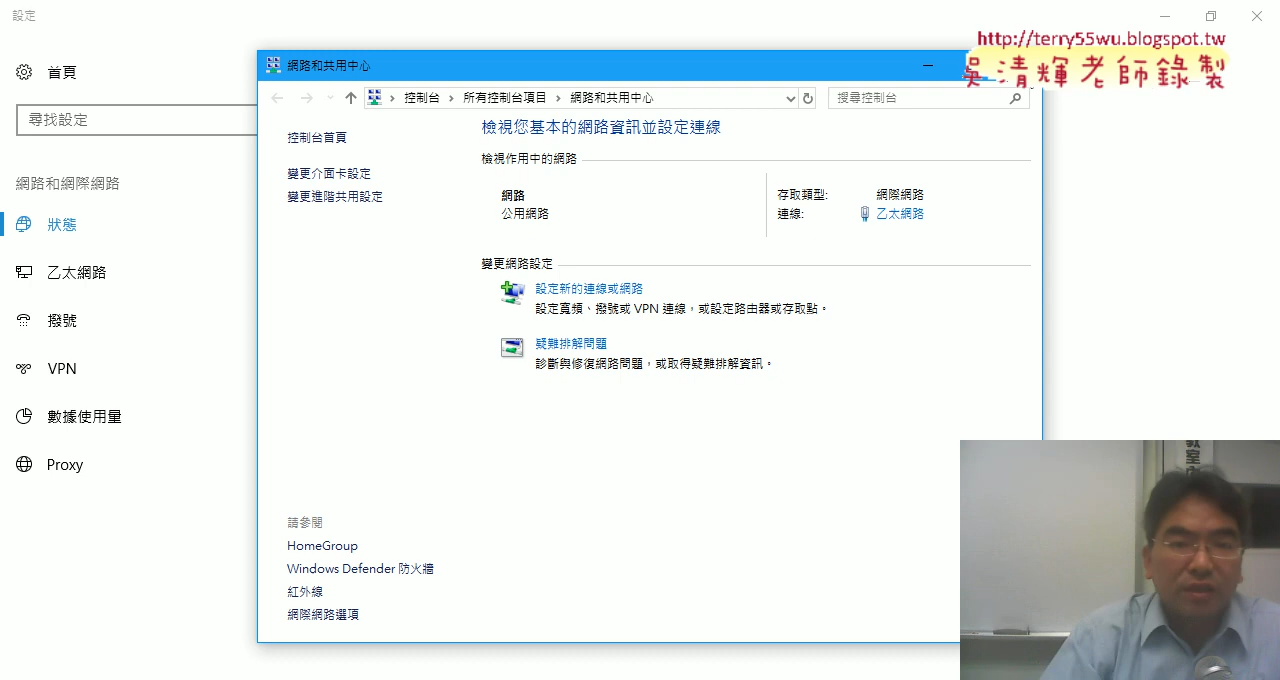 設定
http://terry55wu.blogspot.tw
吳清輝老師錄製
首頁
尋找設定
網路和網際網路
狀態
乙太網路
撥號
VPN
數據使用量
Proxy
網路和共用中心
控制台 › 所有控制台項目 › 網路和共用中心
搜尋控制台
控制台首頁
變更介面卡設定
變更進階共用設定
檢視您基本的網路資訊並設定連線
檢視作用中的網路
網路
公用網路
存取類型: 網際網路
連線: 乙太網路
變更網路設定
設定新的連線或網路
設定寬頻、撥號或 VPN 連線，或設定路由器或存取點。
疑難排解問題
診斷與修復網路問題，或取得疑難排解資訊。
請參閱
HomeGroup
Windows Defender 防火牆
紅外線
網際網路選項
教室內